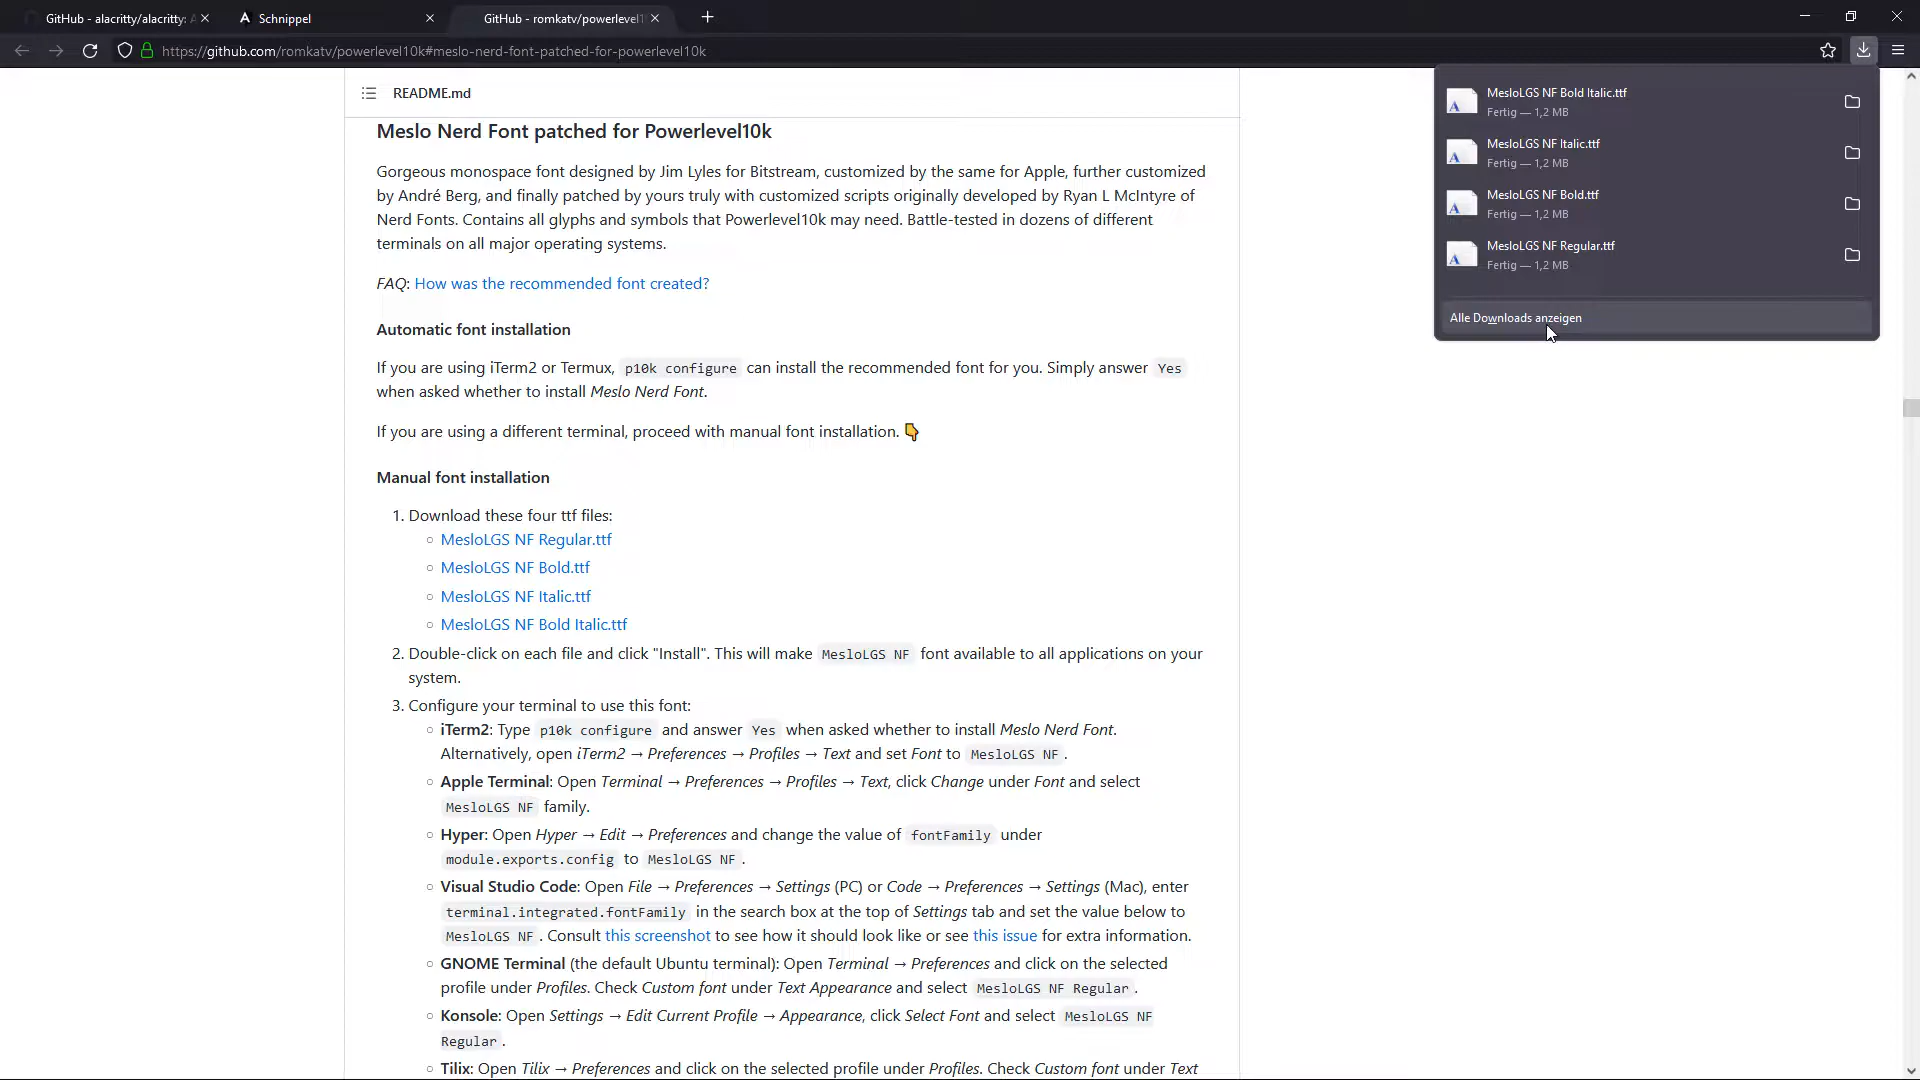 GitHub - alacritty/alacritty: A
Schnippel
GitHub - romkatv/powerlevel1
https://github.com/romkatv/powerlevel10k#meslo-nerd-font-patched-for-powerlevel10k
README.md
Meslo Nerd Font patched for Powerlevel10k
Gorgeous monospace font designed by Jim Lyles for Bitstream, customized by the same for Apple, further customized
by André Berg, and finally patched by yours truly with customized scripts originally developed by Ryan L McIntyre of
Nerd Fonts. Contains all glyphs and symbols that Powerlevel10k may need. Battle-tested in dozens of different
terminals on all major operating systems.
FAQ: How was the recommended font created?
Automatic font installation
If you are using iTerm2 or Termux, p10k configure can install the recommended font for you. Simply answer Yes
when asked whether to install Meslo Nerd Font.
If you are using a different terminal, proceed with manual font installation. 👇
Manual font installation
1. Download these four ttf files:
○ MesloLGS NF Regular.ttf
○ MesloLGS NF Bold.ttf
○ MesloLGS NF Italic.ttf
○ MesloLGS NF Bold Italic.ttf
2. Double-click on each file and click "Install". This will make MesloLGS NF font available to all applications on your
system.
3. Configure your terminal to use this font:
○ iTerm2: Type p10k configure and answer Yes when asked whether to install Meslo Nerd Font.
Alternatively, open iTerm2 → Preferences → Profiles → Text and set Font to MesloLGS NF.
○ Apple Terminal: Open Terminal → Preferences → Profiles → Text, click Change under Font and select
MesloLGS NF family.
○ Hyper: Open Hyper → Edit → Preferences and change the value of fontFamily under
module.exports.config to MesloLGS NF.
○ Visual Studio Code: Open File → Preferences → Settings (PC) or Code → Preferences → Settings (Mac), enter
terminal.integrated.fontFamily in the search box at the top of Settings tab and set the value below to
MesloLGS NF. Consult this screenshot to see how it should look like or see this issue for extra information.
○ GNOME Terminal (the default Ubuntu terminal): Open Terminal → Preferences and click on the selected
profile under Profiles. Check Custom font under Text Appearance and select MesloLGS NF Regular.
○ Konsole: Open Settings → Edit Current Profile → Appearance, click Select Font and select MesloLGS NF
Regular.
○ Tilix: Open Tilix → Preferences and click on the selected profile under Profiles. Check Custom font under Text
MesloLGS NF Bold Italic.ttf
Fertig — 1,2 MB
MesloLGS NF Italic.ttf
Fertig — 1,2 MB
MesloLGS NF Bold.ttf
Fertig — 1,2 MB
MesloLGS NF Regular.ttf
Fertig — 1,2 MB
Alle Downloads anzeigen